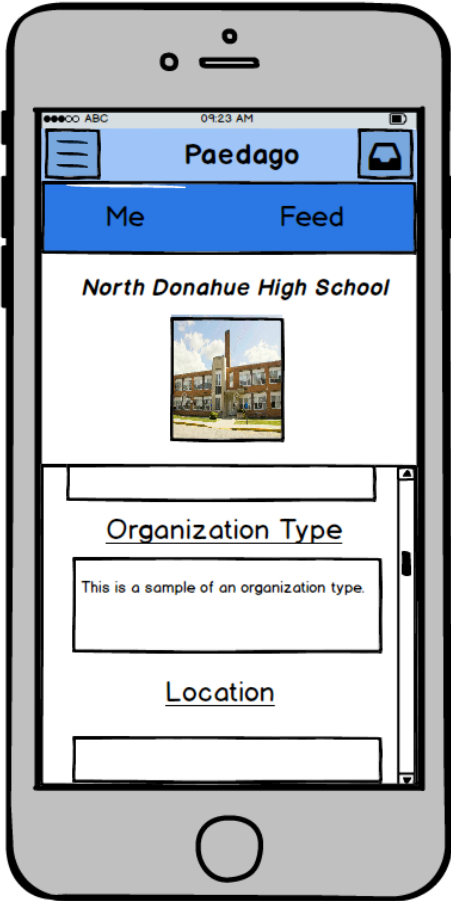 ABC 09:23 AM
Paedago
Me Feed
North Donahue High School
Organization Type
This is a sample of an organization type.
Location